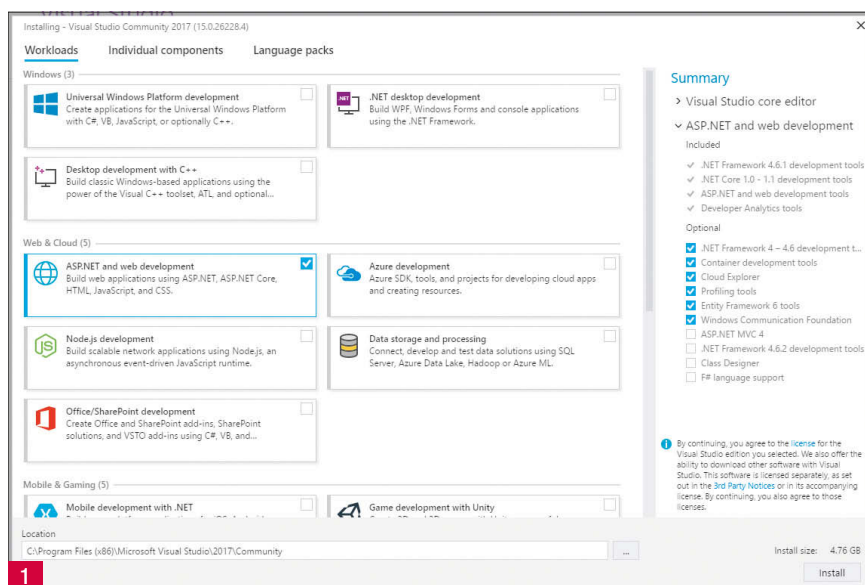 Installing - Visual Studio Community 2017 (15.0.26228.4)
Workloads Individual components Language packs
Windows (3)
Universal Windows Platform development
Create applications for the Universal Windows Platform
with C#, VB, JavaScript, or optionally C++.
.NET desktop development
Build WPF, Windows Forms and console applications
using the .NET Framework.
Desktop development with C++
Build classic Windows-based applications using the
power of the Visual C++ toolset, ATL, and optional...
Web & Cloud (5)
ASP.NET and web development
Build web applications using ASP.NET, ASP.NET Core,
HTML, JavaScript, and CSS.
Azure development
Azure SDK, tools, and projects for developing cloud apps
and creating resources.
Node.js development
Build scalable network applications using Node.js, an
asynchronous event-driven JavaScript runtime.
Data storage and processing
Connect, develop and test data solutions using SQL
Server, Azure Data Lake, Hadoop or Azure ML.
Office/SharePoint development
Create Office and SharePoint add-ins, SharePoint
solutions, and VSTO add-ins using C#, VB, and...
Mobile & Gaming (5)
Mobile development with .NET
Game development with Unity
Location
C:\Program Files (x86)\Microsoft Visual Studio\2017\Community
...
Summary
Visual Studio core editor
ASP.NET and web development
Included
.NET Framework 4.6.1 development tools
.NET Core 1.0 - 1.1 development tools
ASP.NET and web development tools
Developer Analytics tools
Optional
.NET Framework 4 – 4.6 development t...
Container development tools
Cloud Explorer
Profiling tools
Entity Framework 6 tools
Windows Communication Foundation
ASP.NET MVC 4
.NET Framework 4.6.2 development tools
Class Designer
F# language support
By continuing, you agree to the license for the
Visual Studio edition you selected. We also offer the
ability to download other software with Visual
Studio. This software is licensed separately, as set
out in the 3rd Party Notices or in its accompanying
license. By continuing, you also agree to those
licenses.
Install size: 4.76 GB
Install
1